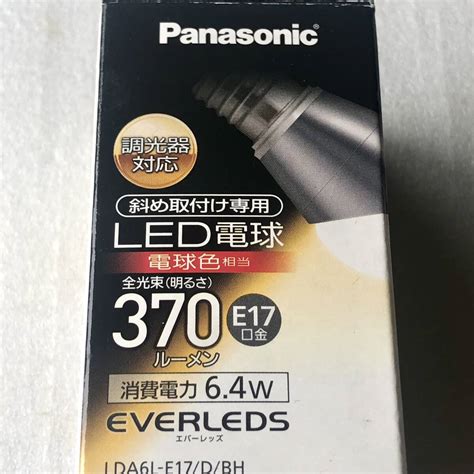 Panasonic
調光器
対応
斜め取付け専用
LED電球
電球色相当
全光束(明るさ)
370 E17
ルーメン 口金
消費電力 6.4W
EVERLEDS
エバーレッズ
LDA6L-E17/D/BH